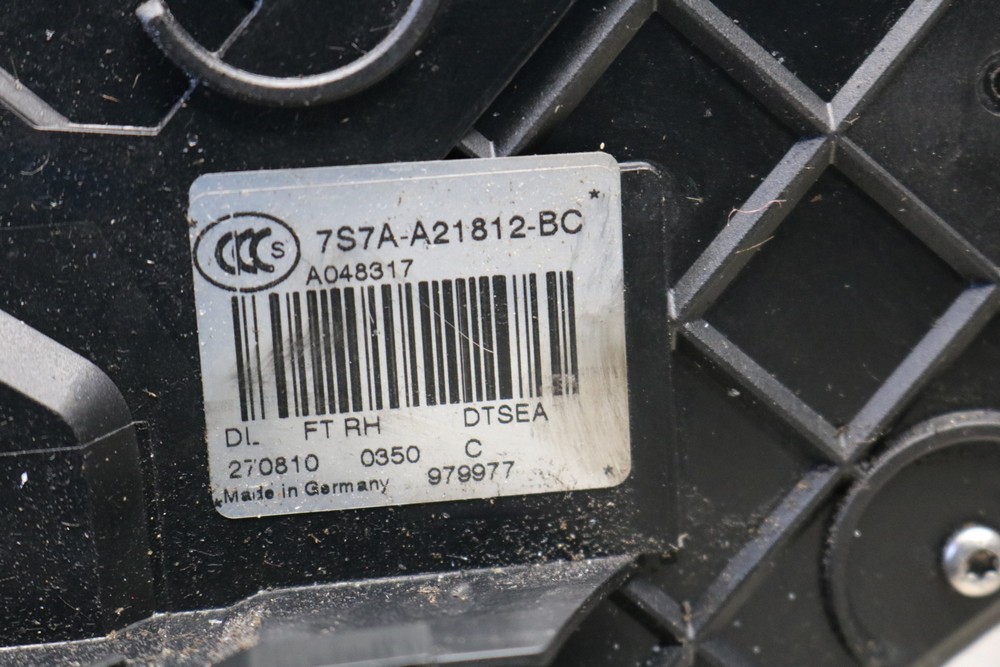 CCC S 7S7A-A21812-BC *
A048317
DL FT RH DTSEA
270810 0350 C
979977
*Made in Germany *